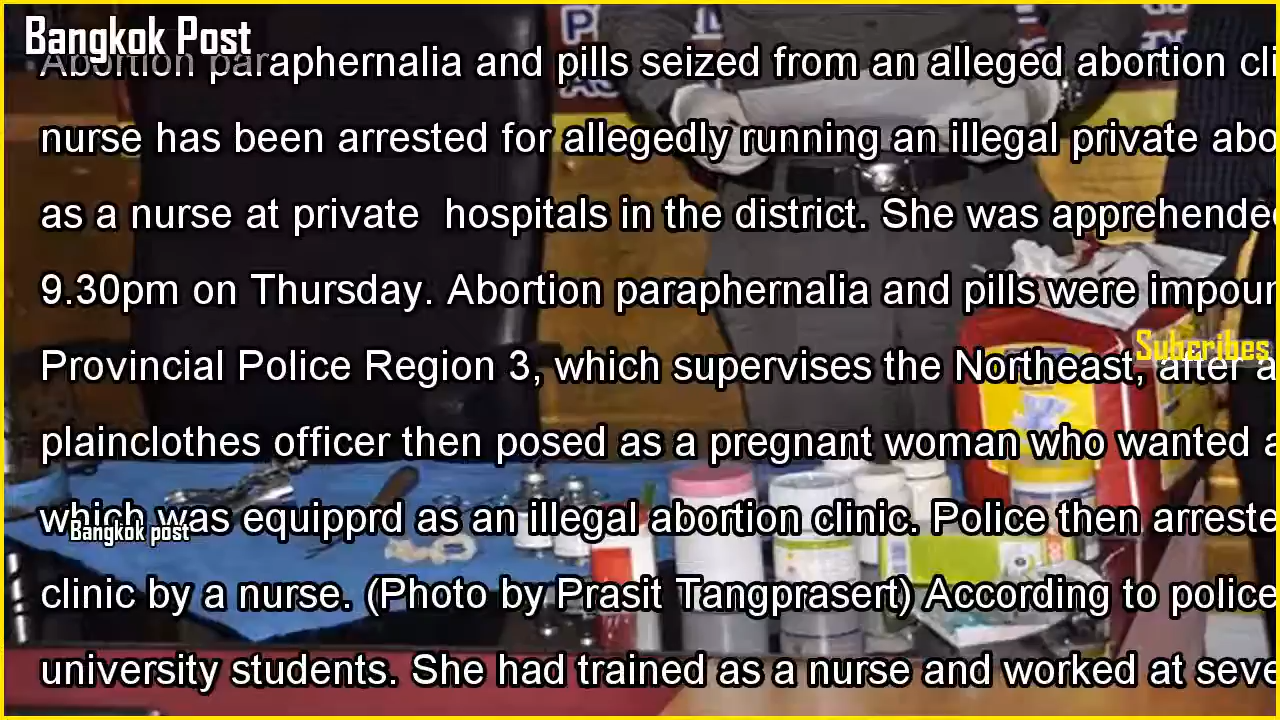 Bangkok Post
Abortion paraphernalia and pills seized from an alleged abortion cli
nurse has been arrested for allegedly running an illegal private abo
as a nurse at private hospitals in the district. She was apprehended
9.30pm on Thursday. Abortion paraphernalia and pills were impoun
Provincial Police Region 3, which supervises the Northeast, after a
Subcribes
plainclothes officer then posed as a pregnant woman who wanted a
which was equipprd as an illegal abortion clinic. Police then arreste
Bangkok post
clinic by a nurse. (Photo by Prasit Tangprasert) According to police
university students. She had trained as a nurse and worked at seve